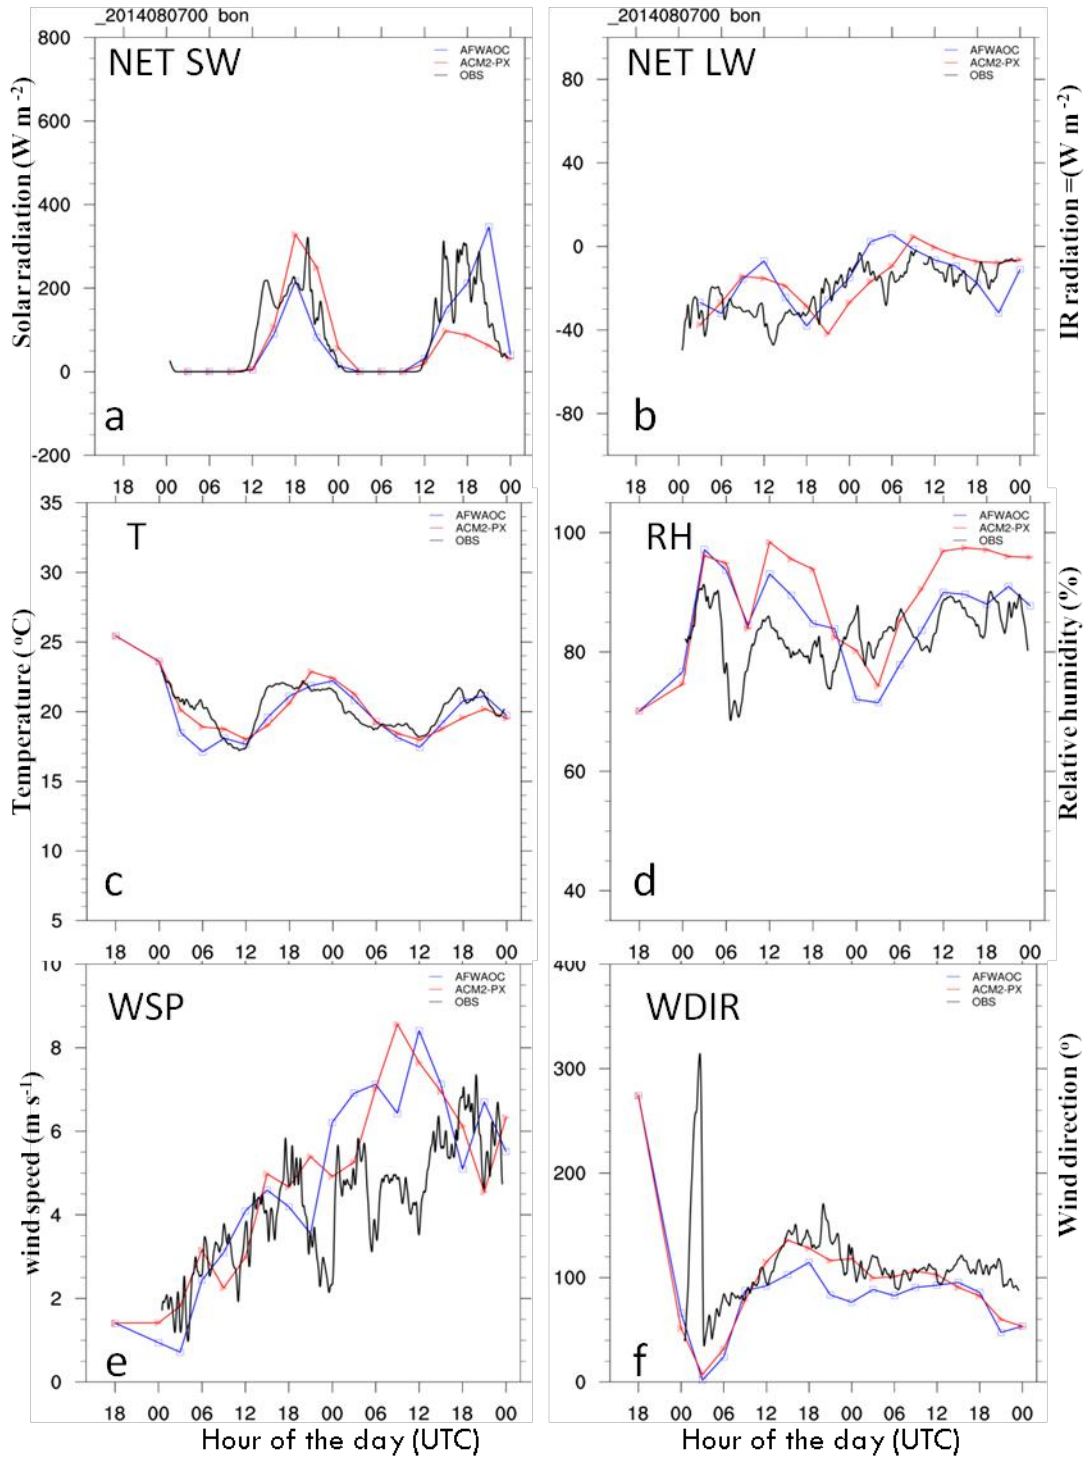 _2014080700 bon
_2014080700 bon
NET SW
AFWAOC
ACM2-PX
OBS
800
600
400
200
0
-200
Solar radiation (W m⁻²)
a
18 00 06 12 18 00 06 12 18 00
NET LW
AFWAOC
ACM2-PX
OBS
80
40
0
-40
-80
IR radiation =(W m⁻²)
b
18 00 06 12 18 00 06 12 18 00
T
AFWAOC
ACM2-PX
OBS
35
30
25
20
15
10
5
Temperature (°C)
c
18 00 06 12 18 00 06 12 18 00
RH
AFWAOC
ACM2-PX
OBS
100
80
60
40
Relative humidity (%)
d
18 00 06 12 18 00 06 12 18 00
WSP
AFWAOC
ACM2-PX
OBS
10
8
6
4
2
0
wind speed (m s⁻¹)
e
18 00 06 12 18 00 06 12 18 00
Hour of the day (UTC)
WDIR
AFWAOC
ACM2-PX
OBS
400
300
200
100
0
Wind direction (°)
f
18 00 06 12 18 00 06 12 18 00
Hour of the day (UTC)